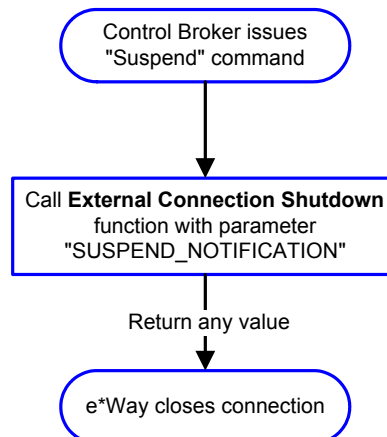 Control Broker issues
"Suspend" command
Call External Connection Shutdown
function with parameter
"SUSPEND_NOTIFICATION"
Return any value
e*Way closes connection